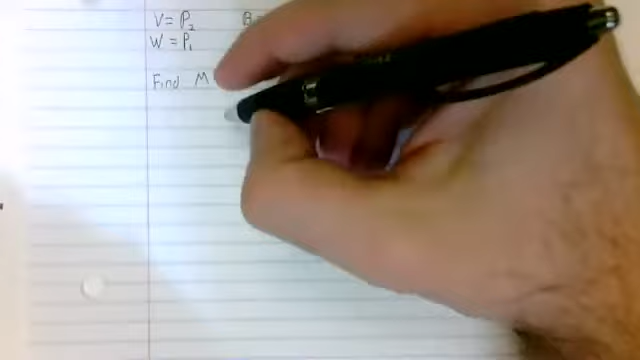 V = P₂ B =
W = P₁
Find M